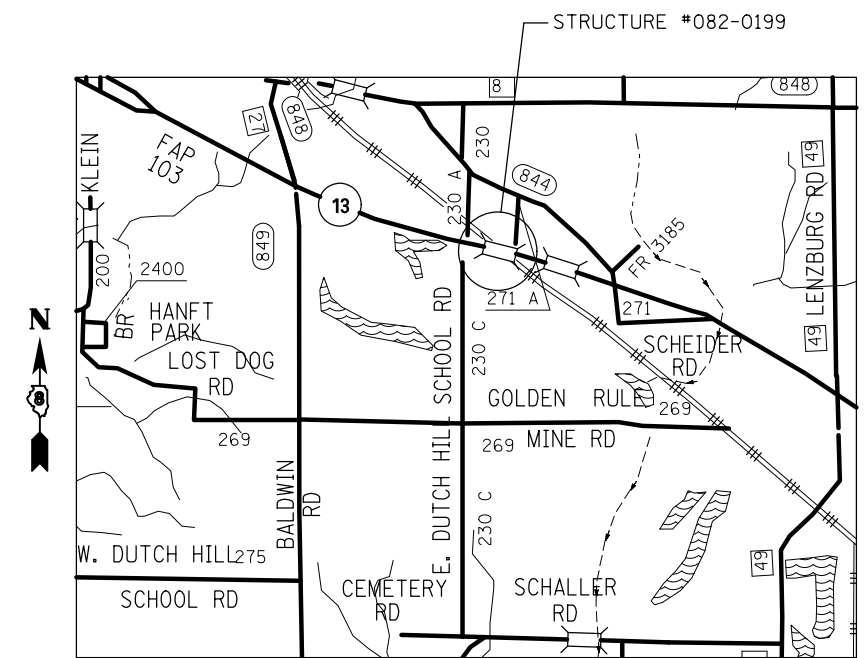 STRUCTURE #082-0199
8
848
27
848
KLEIN
FAP
103
230
49
844
230 A
13
LENZBURG RD
849
FR 3185
200
2400
271 A
271
HANFT
PARK
BR
N
8
SCHEIDER
RD
49
LOST DOG
RD
E. DUTCH HILL SCHOOL RD
230 C
GOLDEN RULE
269
269
269
MINE RD
BALDWIN
RD
230 C
W. DUTCH HILL
275
49
SCHOOL RD
CEMETERY
RD
SCHALLER
RD